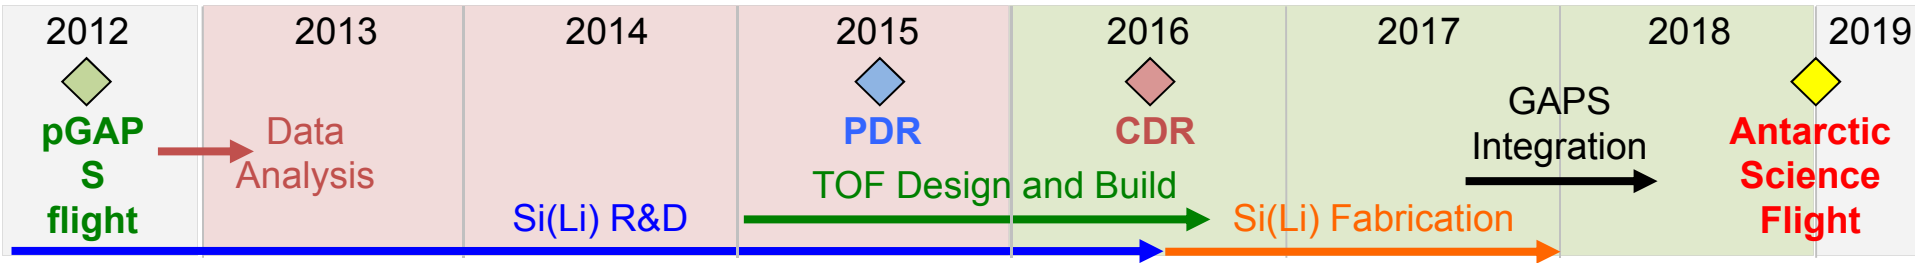 2012 2013 2014 2015 2016 2017 2018 2019
pGAP
S
flight
Data
Analysis
PDR
CDR
GAPS
Integration
Antarctic
Science
Flight
TOF Design and Build
Si(Li) R&D
Si(Li) Fabrication